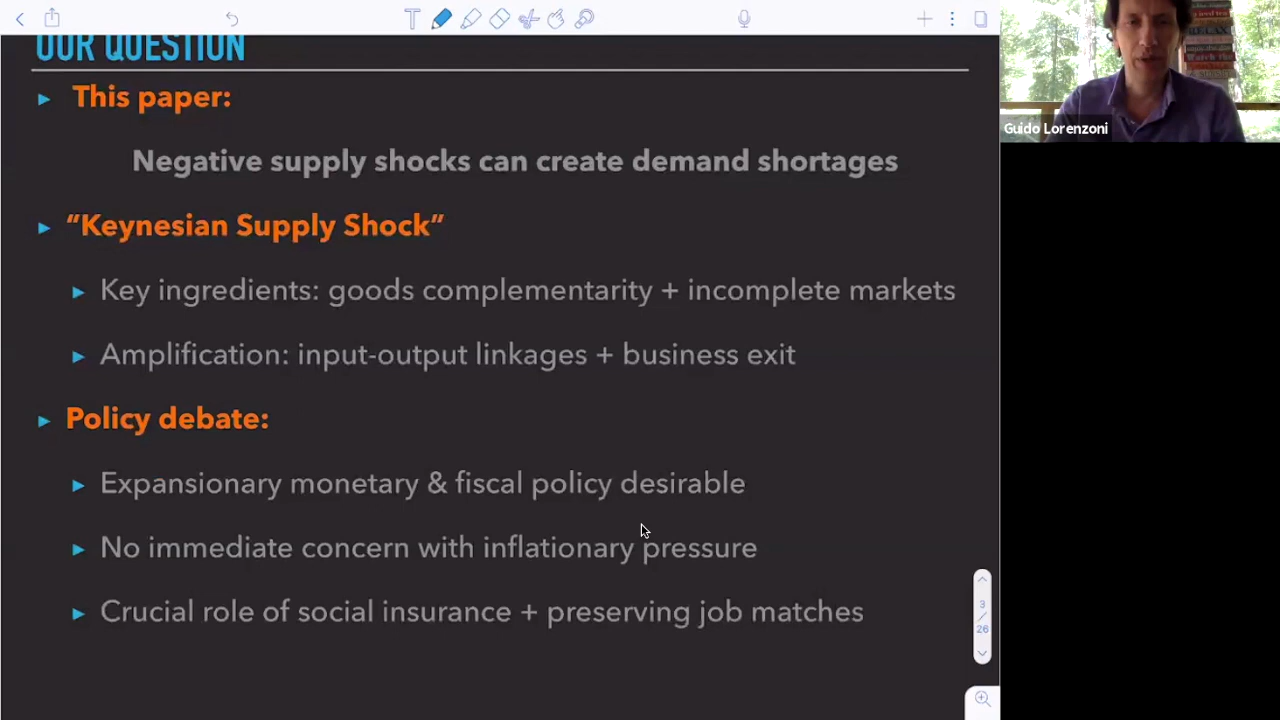 OUR QUESTION
This paper:
Negative supply shocks can create demand shortages
“Keynesian Supply Shock”
Key ingredients: goods complementarity + incomplete markets
Amplification: input-output linkages + business exit
Policy debate:
Expansionary monetary & fiscal policy desirable
No immediate concern with inflationary pressure
Crucial role of social insurance + preserving job matches
3
26
Guido Lorenzoni